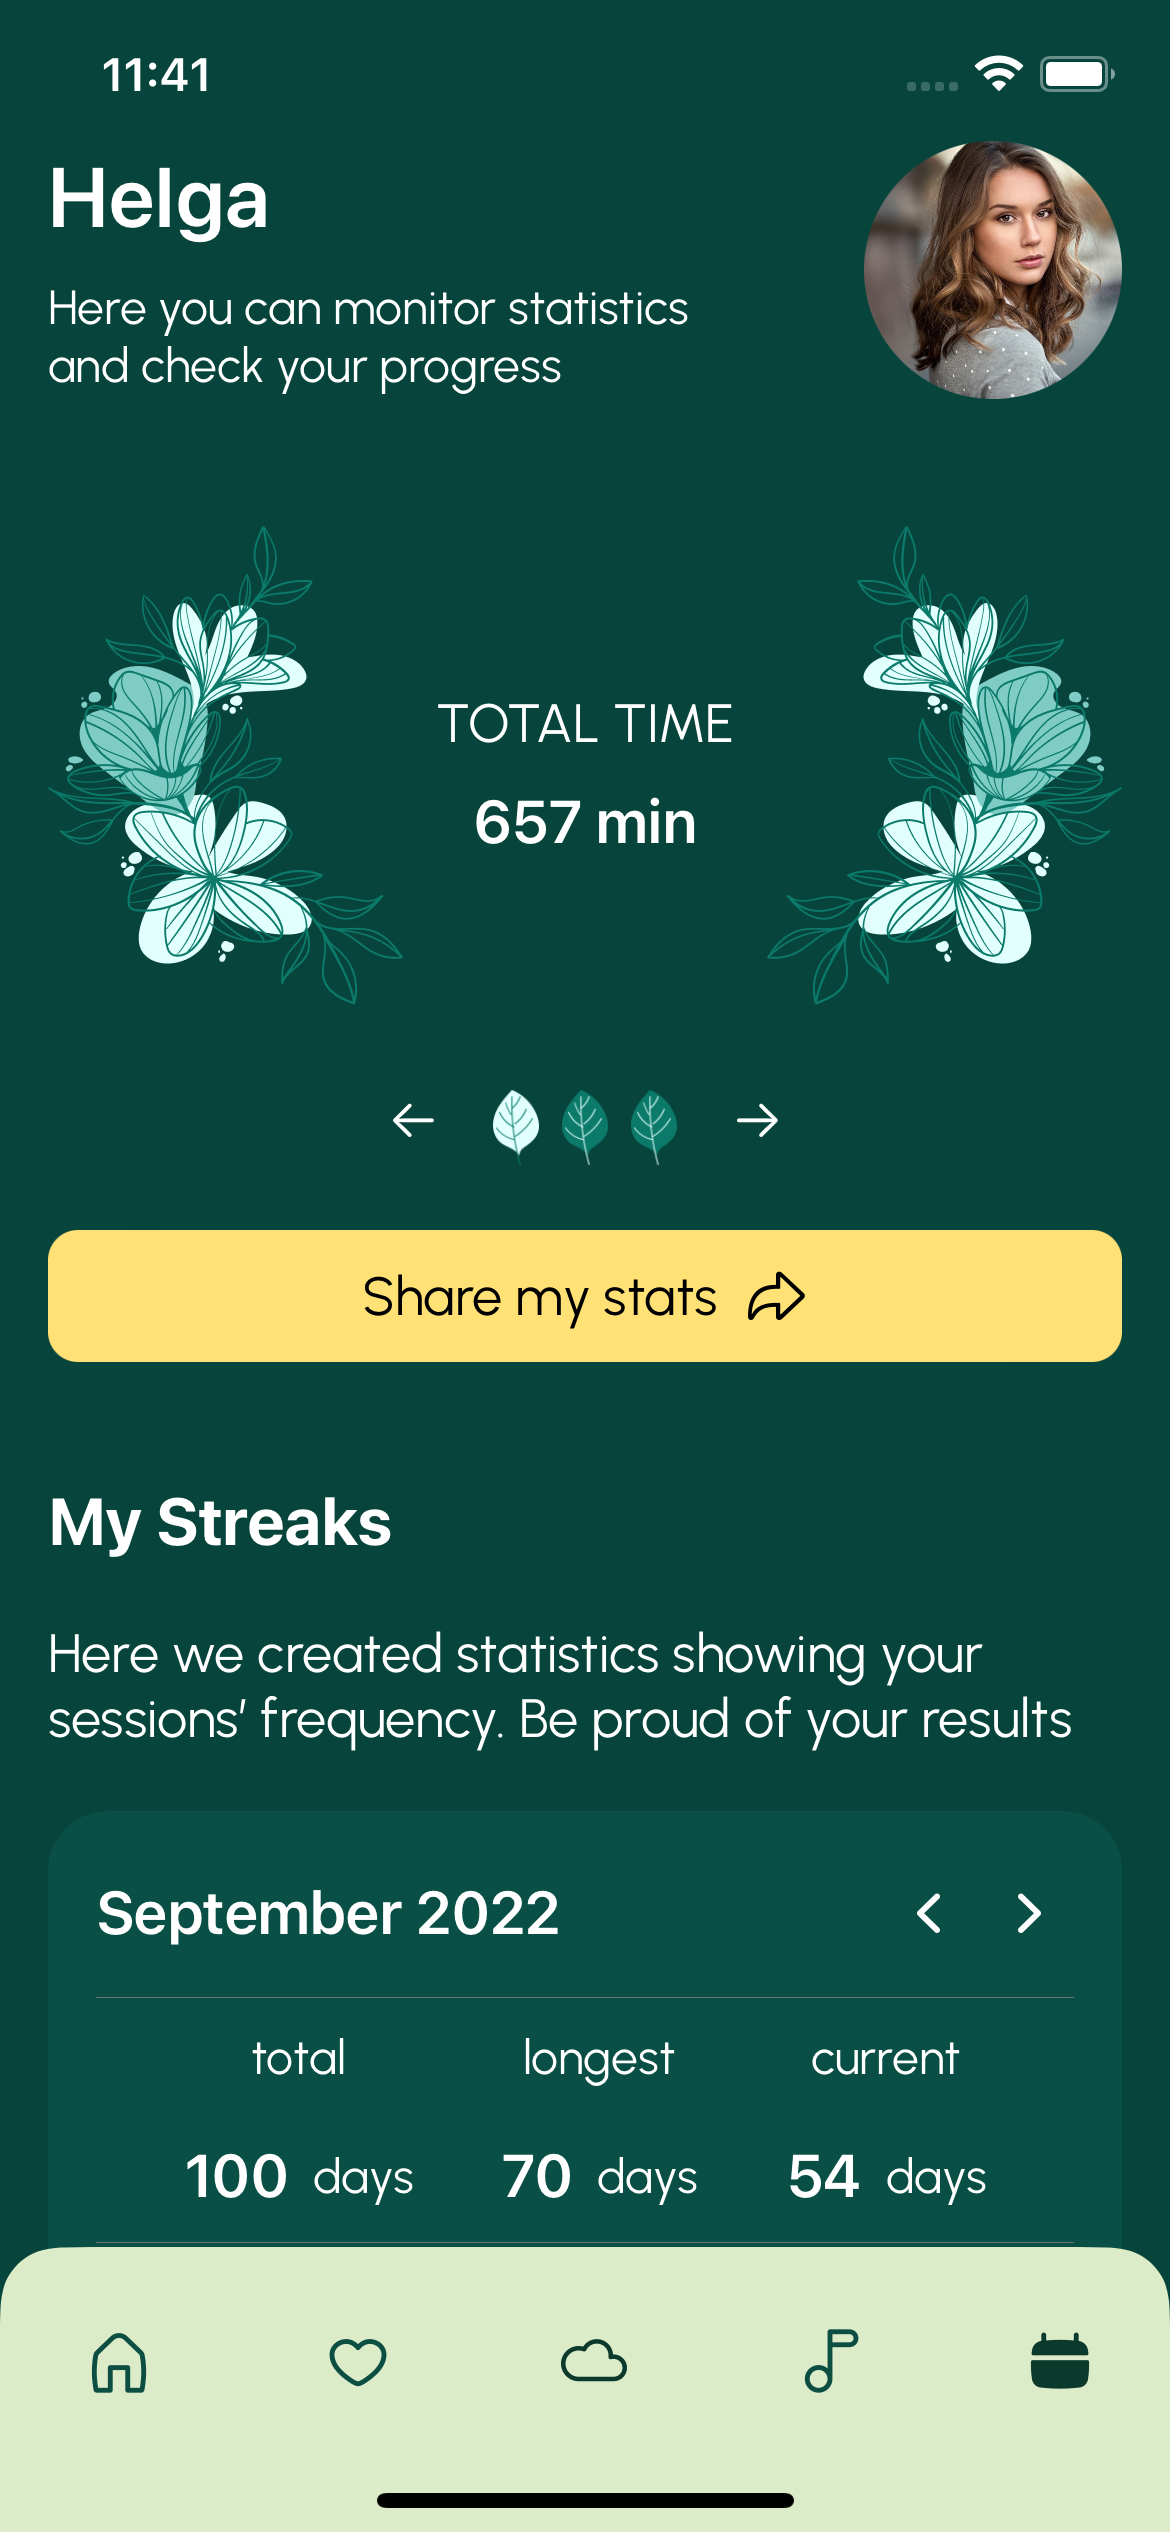 11:41
Helga
Here you can monitor statistics
and check your progress
TOTAL TIME
657 min
Share my stats
My Streaks
Here we created statistics showing your
sessions’ frequency. Be proud of your results
September 2022
total longest current
100 days 70 days 54 days